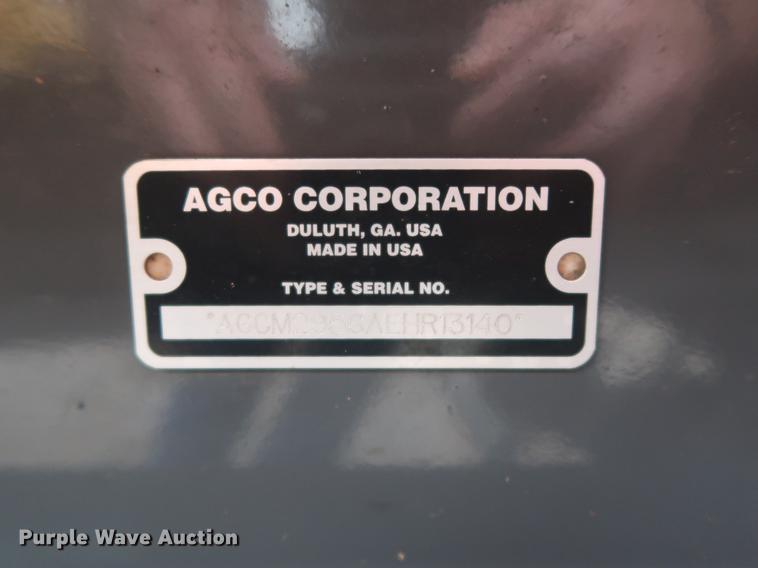 AGCO CORPORATION
DULUTH, GA. USA
MADE IN USA
TYPE & SERIAL NO.
Purple Wave Auction